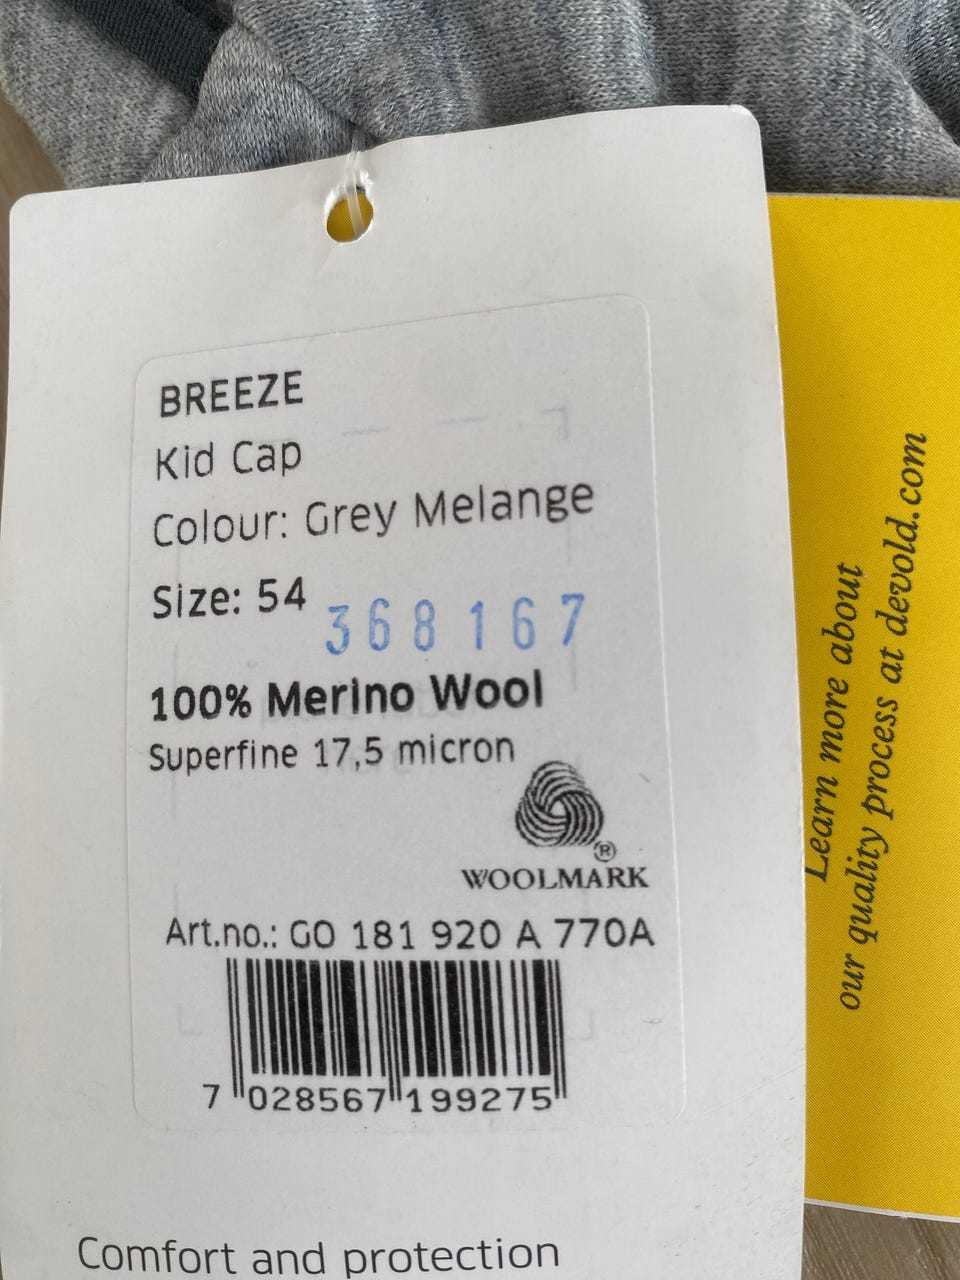 BREEZE
Kid Cap
Colour: Grey Melange
Size: 54
368167
100% Merino Wool
Superfine 17,5 micron
®
WOOLMARK
Art.no.: GO 181 920 A 770A
7 028567 199275
Comfort and protection
Learn more about
our quality process at devold.com